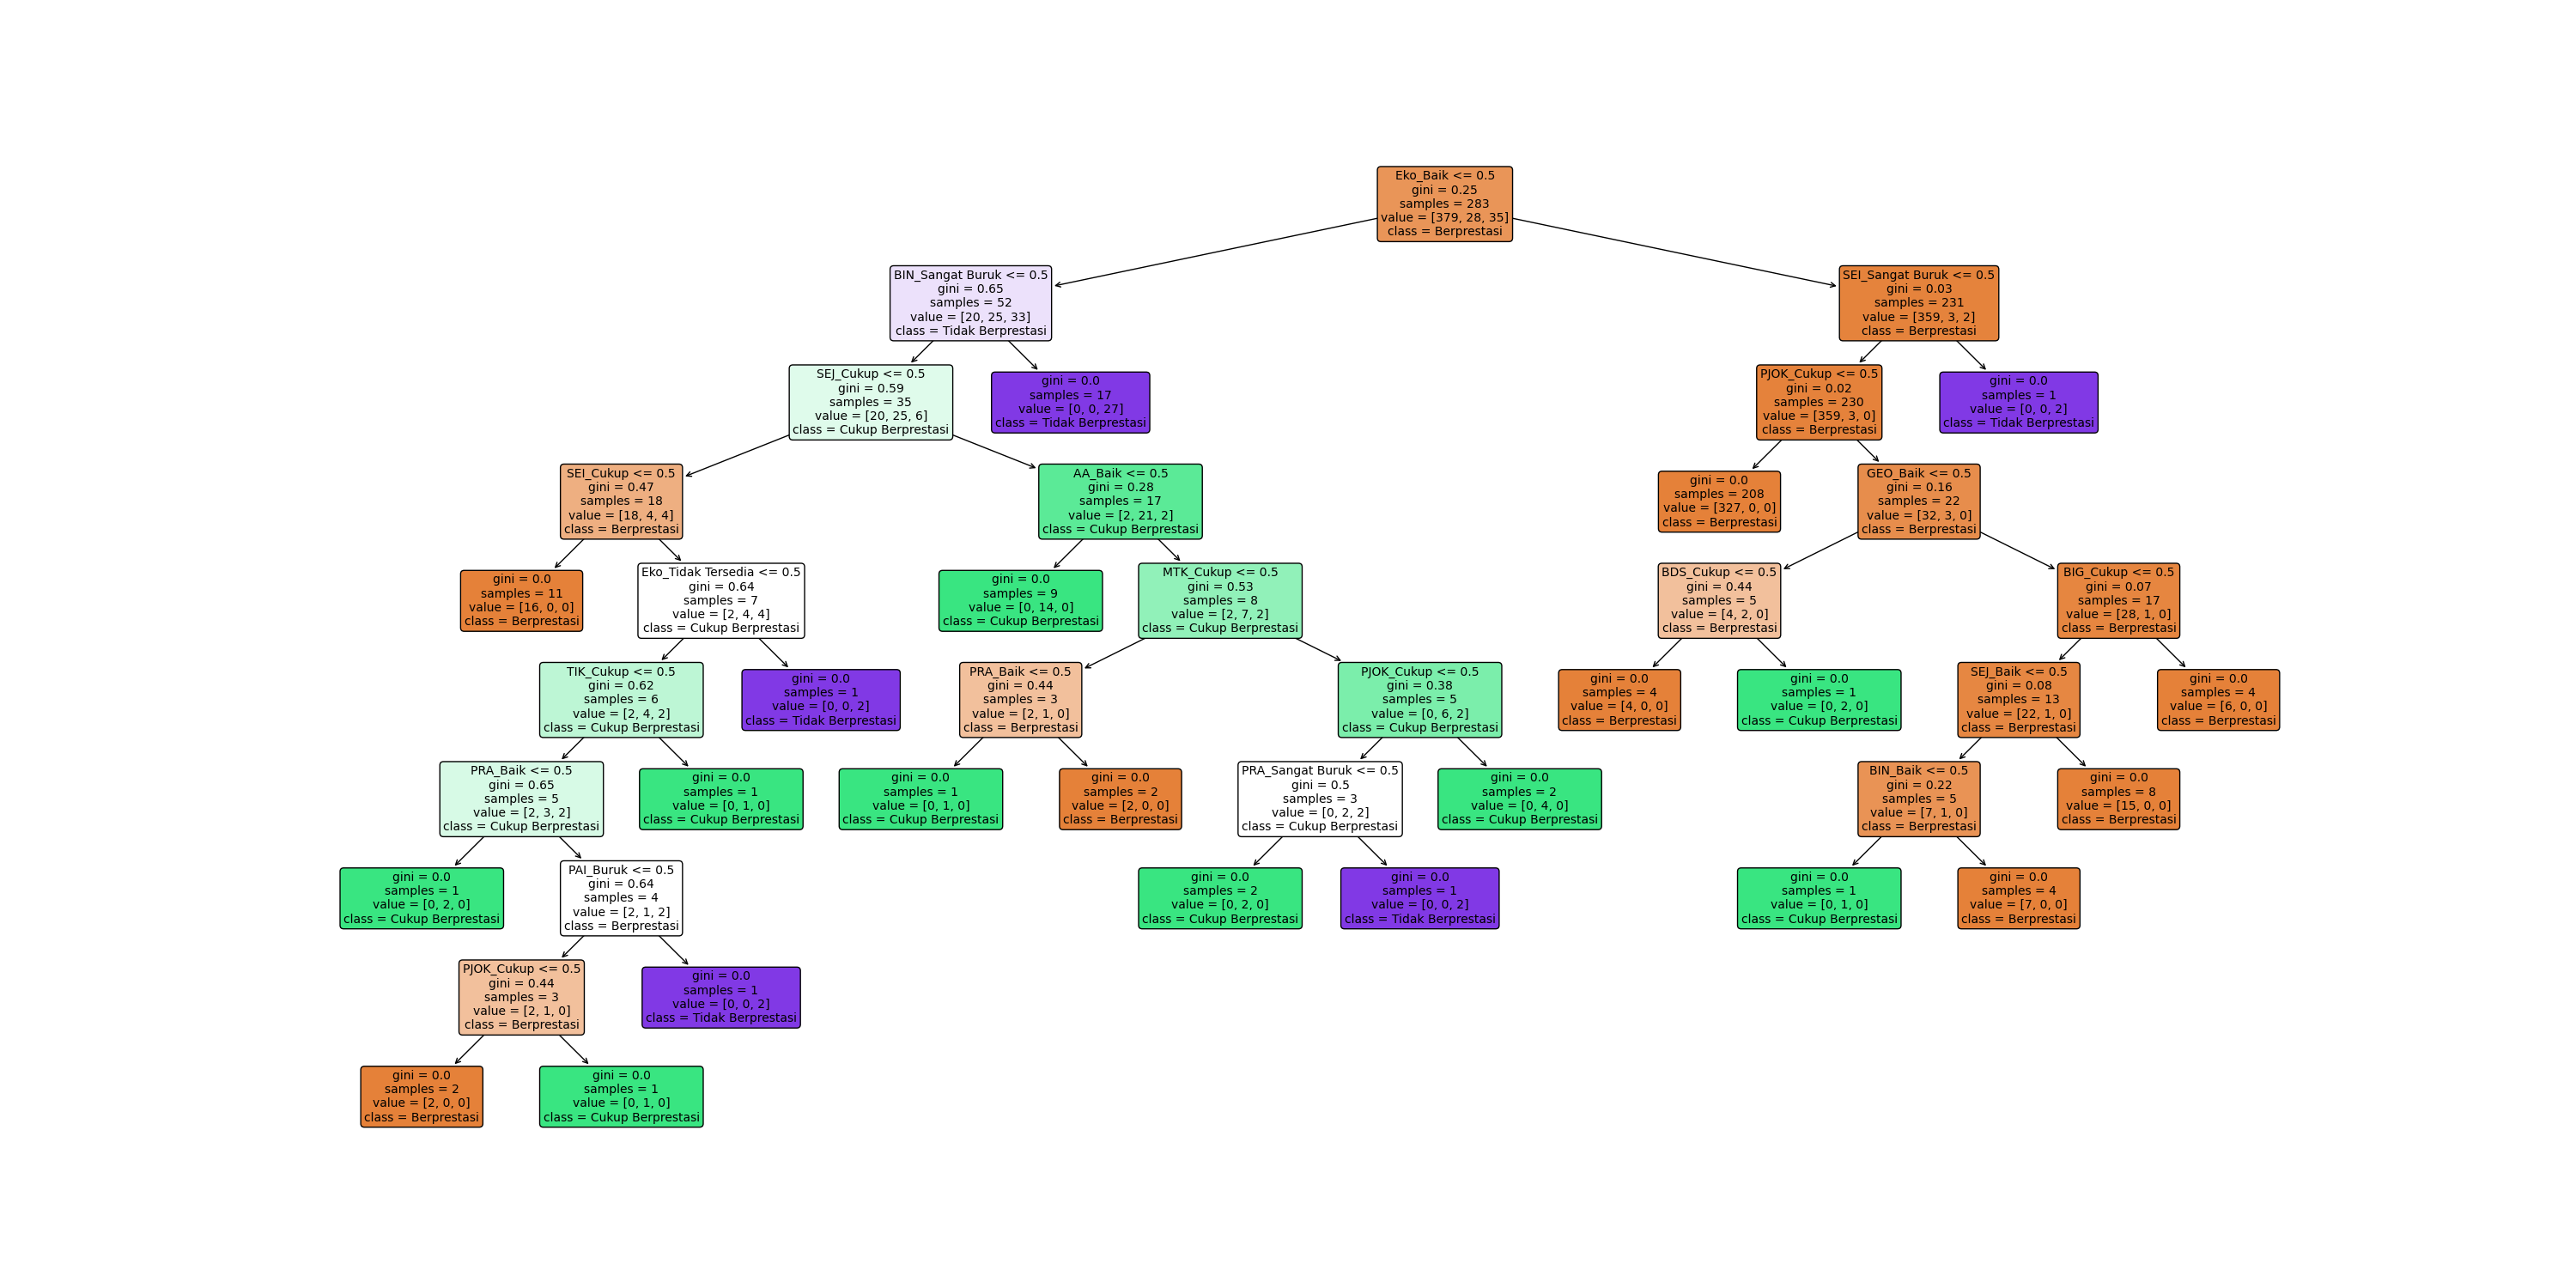 Eko_Baik <= 0.5
gini = 0.25
samples = 283
value = [379, 28, 35]
class = Berprestasi
BIN_Sangat Buruk <= 0.5
gini = 0.65
samples = 52
value = [20, 25, 33]
class = Tidak Berprestasi
SEI_Sangat Buruk <= 0.5
gini = 0.03
samples = 231
value = [359, 3, 2]
class = Berprestasi
SEJ_Cukup <= 0.5
gini = 0.59
samples = 35
value = [20, 25, 6]
class = Cukup Berprestasi
gini = 0.0
samples = 17
value = [0, 0, 27]
class = Tidak Berprestasi
PJOK_Cukup <= 0.5
gini = 0.02
samples = 230
value = [359, 3, 0]
class = Berprestasi
gini = 0.0
samples = 1
value = [0, 0, 2]
class = Tidak Berprestasi
SEI_Cukup <= 0.5
gini = 0.47
samples = 18
value = [18, 4, 4]
class = Berprestasi
AA_Baik <= 0.5
gini = 0.28
samples = 17
value = [2, 21, 2]
class = Cukup Berprestasi
gini = 0.0
samples = 208
value = [327, 0, 0]
class = Berprestasi
GEO_Baik <= 0.5
gini = 0.16
samples = 22
value = [32, 3, 0]
class = Berprestasi
gini = 0.0
samples = 11
value = [16, 0, 0]
class = Berprestasi
Eko_Tidak Tersedia <= 0.5
gini = 0.64
samples = 7
value = [2, 4, 4]
class = Cukup Berprestasi
gini = 0.0
samples = 9
value = [0, 14, 0]
class = Cukup Berprestasi
MTK_Cukup <= 0.5
gini = 0.53
samples = 8
value = [2, 7, 2]
class = Cukup Berprestasi
BDS_Cukup <= 0.5
gini = 0.44
samples = 5
value = [4, 2, 0]
class = Berprestasi
BIG_Cukup <= 0.5
gini = 0.07
samples = 17
value = [28, 1, 0]
class = Berprestasi
TIK_Cukup <= 0.5
gini = 0.62
samples = 6
value = [2, 4, 2]
class = Cukup Berprestasi
gini = 0.0
samples = 1
value = [0, 0, 2]
class = Tidak Berprestasi
PRA_Baik <= 0.5
gini = 0.44
samples = 3
value = [2, 1, 0]
class = Berprestasi
PJOK_Cukup <= 0.5
gini = 0.38
samples = 5
value = [0, 6, 2]
class = Cukup Berprestasi
gini = 0.0
samples = 4
value = [4, 0, 0]
class = Berprestasi
gini = 0.0
samples = 1
value = [0, 2, 0]
class = Cukup Berprestasi
SEJ_Baik <= 0.5
gini = 0.08
samples = 13
value = [22, 1, 0]
class = Berprestasi
gini = 0.0
samples = 4
value = [6, 0, 0]
class = Berprestasi
PRA_Baik <= 0.5
gini = 0.65
samples = 5
value = [2, 3, 2]
class = Cukup Berprestasi
gini = 0.0
samples = 1
value = [0, 1, 0]
class = Cukup Berprestasi
gini = 0.0
samples = 1
value = [0, 1, 0]
class = Cukup Berprestasi
gini = 0.0
samples = 2
value = [2, 0, 0]
class = Berprestasi
PRA_Sangat Buruk <= 0.5
gini = 0.5
samples = 3
value = [0, 2, 2]
class = Cukup Berprestasi
gini = 0.0
samples = 2
value = [0, 4, 0]
class = Cukup Berprestasi
BIN_Baik <= 0.5
gini = 0.22
samples = 5
value = [7, 1, 0]
class = Berprestasi
gini = 0.0
samples = 8
value = [15, 0, 0]
class = Berprestasi
gini = 0.0
samples = 1
value = [0, 2, 0]
class = Cukup Berprestasi
PAI_Buruk <= 0.5
gini = 0.64
samples = 4
value = [2, 1, 2]
class = Berprestasi
gini = 0.0
samples = 2
value = [0, 2, 0]
class = Cukup Berprestasi
gini = 0.0
samples = 1
value = [0, 0, 2]
class = Tidak Berprestasi
gini = 0.0
samples = 1
value = [0, 1, 0]
class = Cukup Berprestasi
gini = 0.0
samples = 4
value = [7, 0, 0]
class = Berprestasi
PJOK_Cukup <= 0.5
gini = 0.44
samples = 3
value = [2, 1, 0]
class = Berprestasi
gini = 0.0
samples = 1
value = [0, 0, 2]
class = Tidak Berprestasi
gini = 0.0
samples = 2
value = [2, 0, 0]
class = Berprestasi
gini = 0.0
samples = 1
value = [0, 1, 0]
class = Cukup Berprestasi